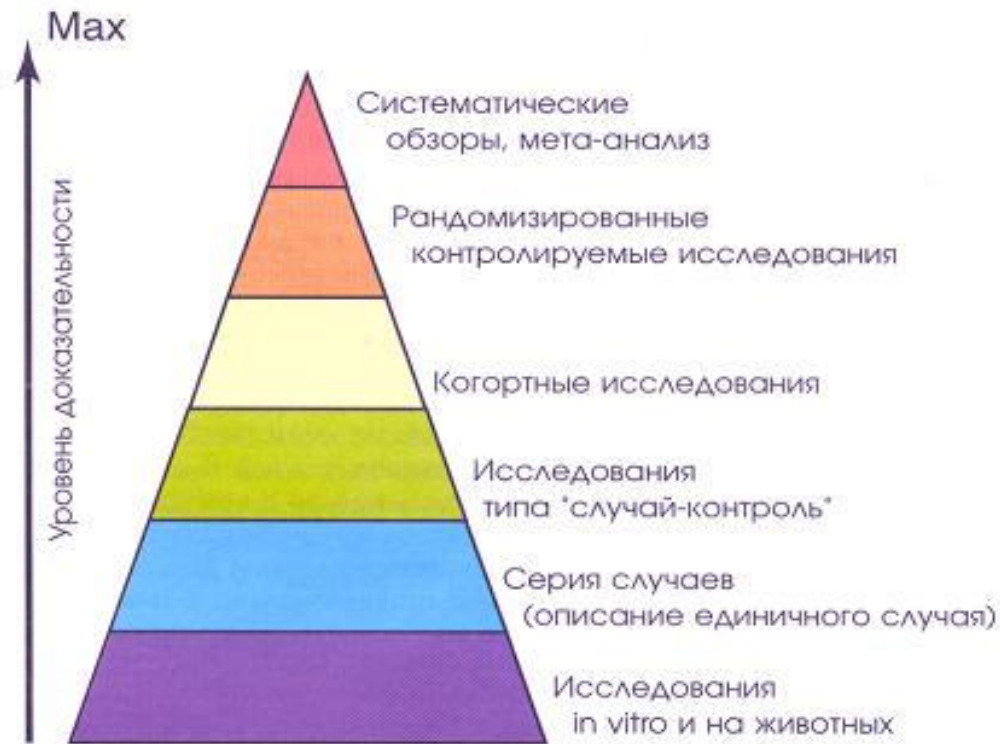 Max
Уровень доказательности
Систематические
обзоры, мета-анализ
Рандомизированные
контролируемые исследования
Когортные исследования
Исследования
типа "случай-контроль"
Серия случаев
(описание единичного случая)
Исследования
in vitro и на животных